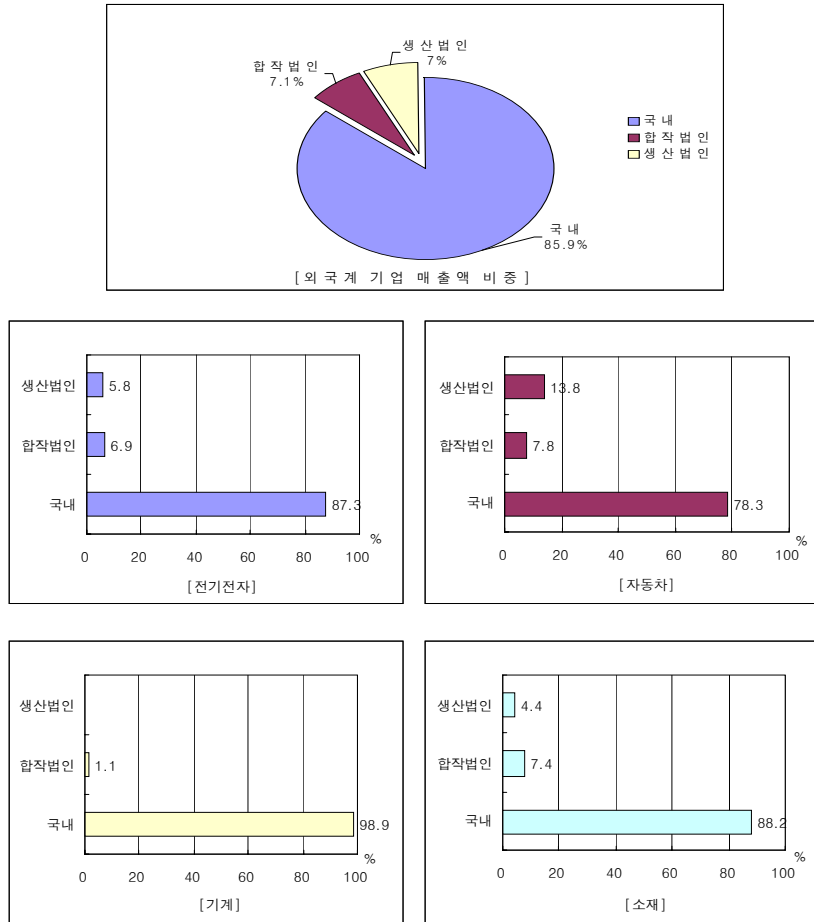 생산법인
7%
합작법인
7.1%
국내
합작법인
생산법인
국내
85.9%
[외국계 기업 매출액 비중]
생산법인
5.8
합작법인
6.9
국내
87.3
%
0 20 40 60 80 100
[전기전자]
생산법인
13.8
합작법인
7.8
국내
78.3
%
0 20 40 60 80 100
[자동차]
생산법인
합작법인
1.1
국내
98.9
%
0 20 40 60 80 100
[기계]
생산법인
4.4
합작법인
7.4
국내
88.2
%
0 20 40 60 80 100
[소재]